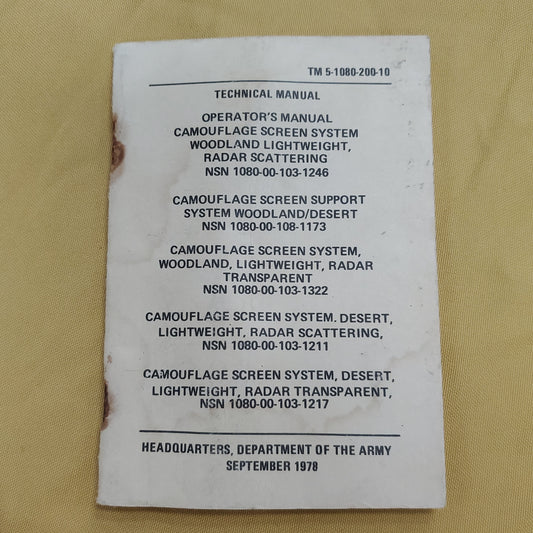 TM 5-1080-200-10
TECHNICAL MANUAL
OPERATOR'S MANUAL
CAMOUFLAGE SCREEN SYSTEM
WOODLAND LIGHTWEIGHT,
RADAR SCATTERING
NSN 1080-00-103-1246
CAMOUFLAGE SCREEN SUPPORT
SYSTEM WOODLAND/DESERT
NSN 1080-00-108-1173
CAMOUFLAGE SCREEN SYSTEM,
WOODLAND, LIGHTWEIGHT, RADAR
TRANSPARENT
NSN 1080-00-103-1322
CAMOUFLAGE SCREEN SYSTEM. DESERT,
LIGHTWEIGHT, RADAR SCATTERING,
NSN 1080-00-103-1211
CAMOUFLAGE SCREEN SYSTEM, DESERT,
LIGHTWEIGHT, RADAR TRANSPARENT,
NSN 1080-00-103-1217
HEADQUARTERS, DEPARTMENT OF THE ARMY
SEPTEMBER 1978